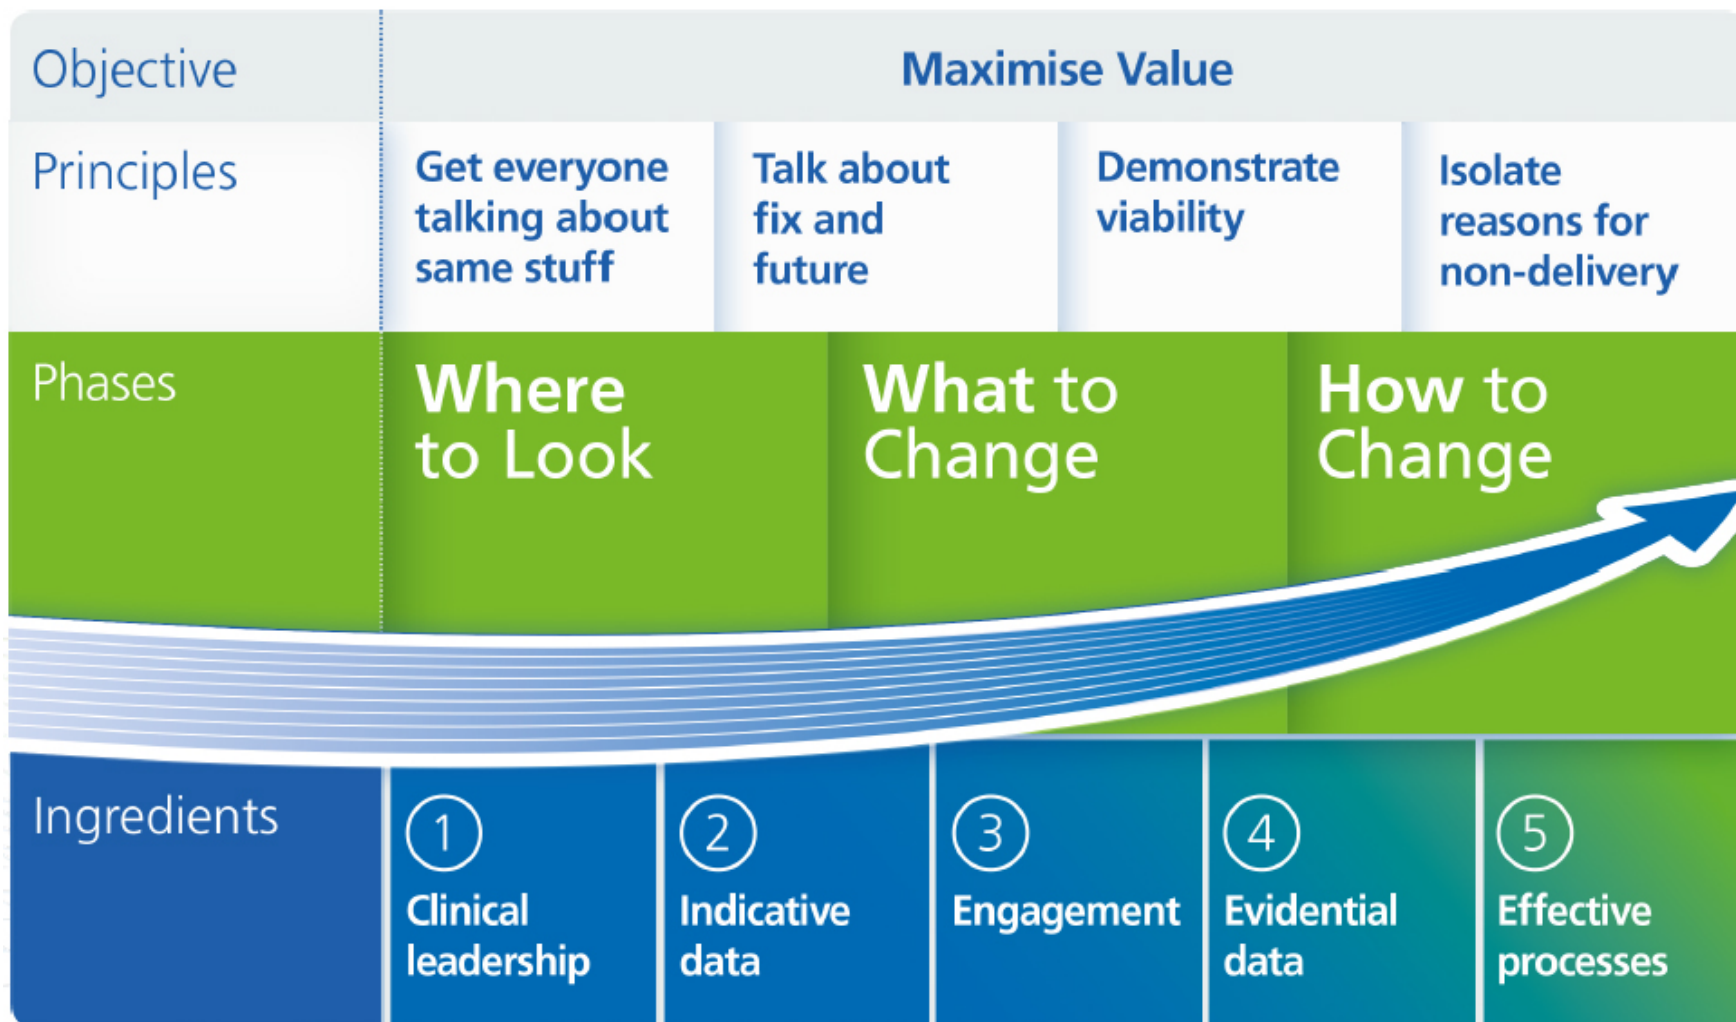 Objective
Maximise Value
Principles
Get everyone
talking about
same stuff
Talk about
fix and
future
Demonstrate
viability
Isolate
reasons for
non-delivery
Phases
Where
to Look
What to
Change
How to
Change
Ingredients
1
Clinical
leadership
2
Indicative
data
3
Engagement
4
Evidential
data
5
Effective
processes